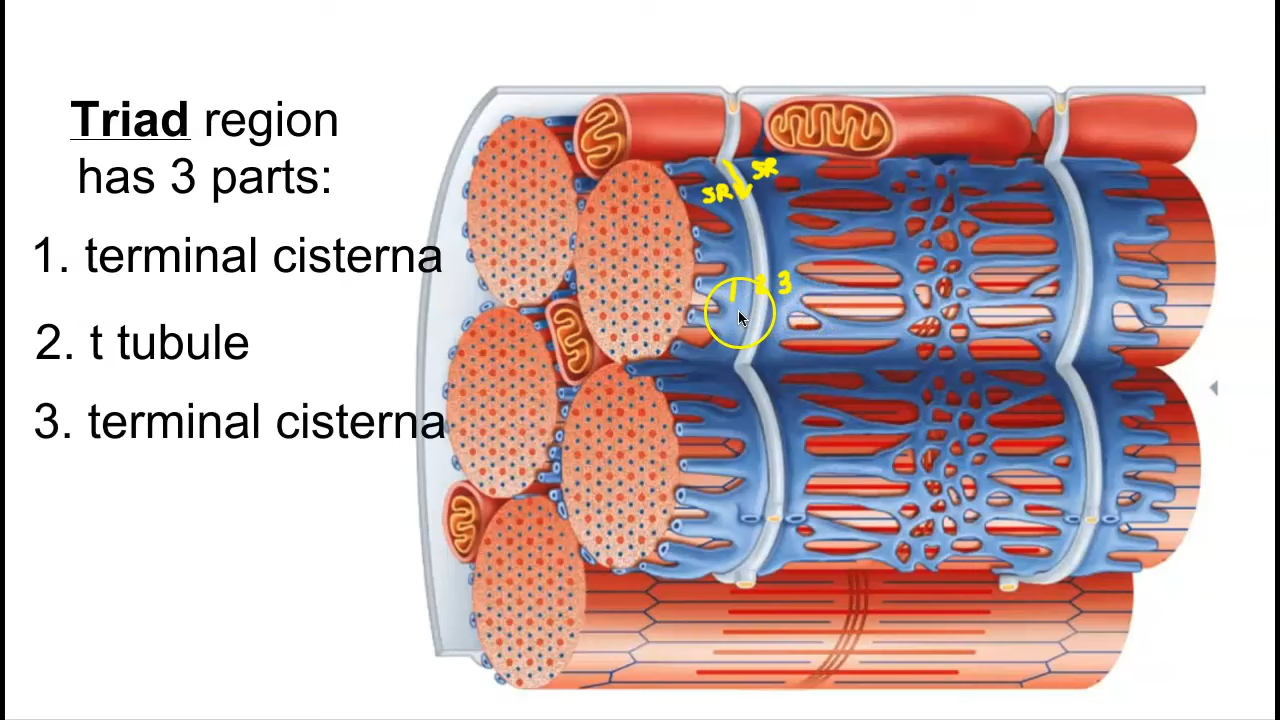 Triad region
has 3 parts:
1. terminal cisterna
2. t tubule
3. terminal cisterna
SR SR
1 2 3